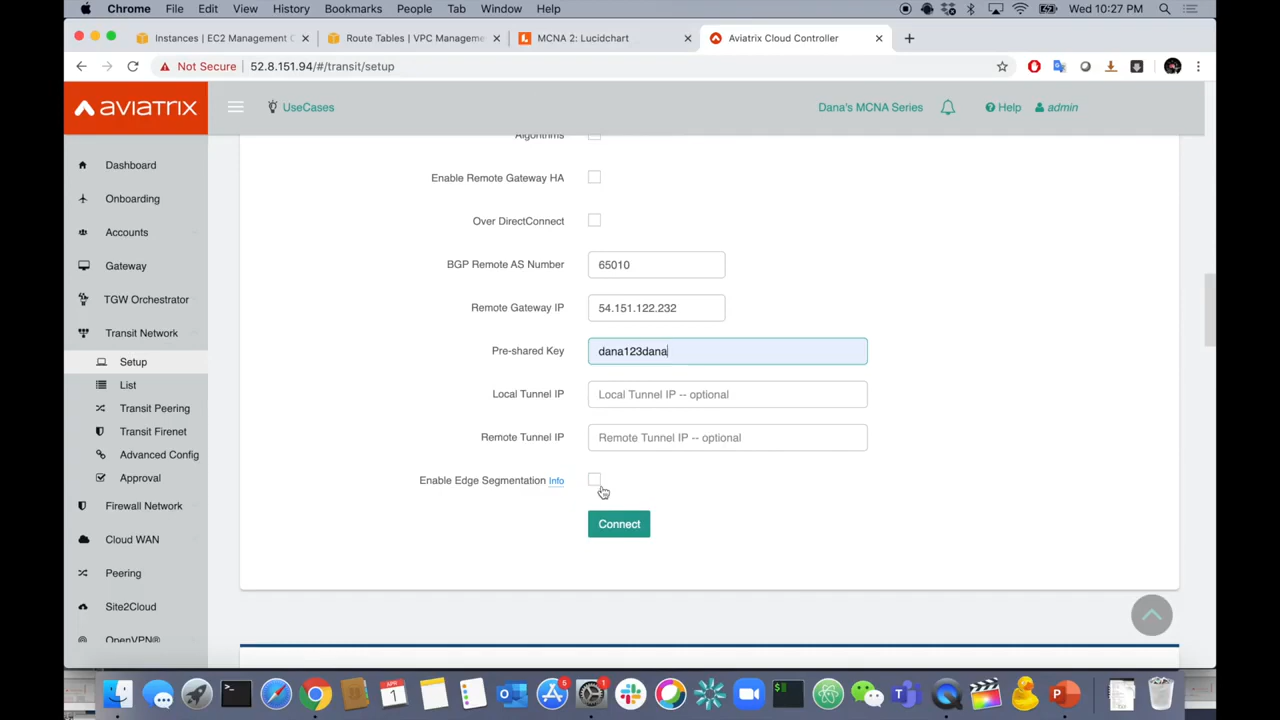 Chrome File Edit View History Bookmarks People Tab Window Help Wed 10:27 PM
Instances | EC2 Management C
Route Tables | VPC Managemen
MCNA 2: Lucidchart
Aviatrix Cloud Controller
Not Secure | 52.8.151.94/#/transit/setup
aviatrix
UseCases
Dana's MCNA Series
Help
admin
Dashboard
Onboarding
Accounts
Gateway
TGW Orchestrator
Transit Network
Setup
List
Transit Peering
Transit Firenet
Advanced Config
Approval
Firewall Network
Cloud WAN
Peering
Site2Cloud
OpenVPN®
Algorithms
Enable Remote Gateway HA
Over DirectConnect
BGP Remote AS Number 65010
Remote Gateway IP 54.151.122.232
Pre-shared Key dana123dana
Local Tunnel IP Local Tunnel IP -- optional
Remote Tunnel IP Remote Tunnel IP -- optional
Enable Edge Segmentation Info
Connect
APR
1
6
1